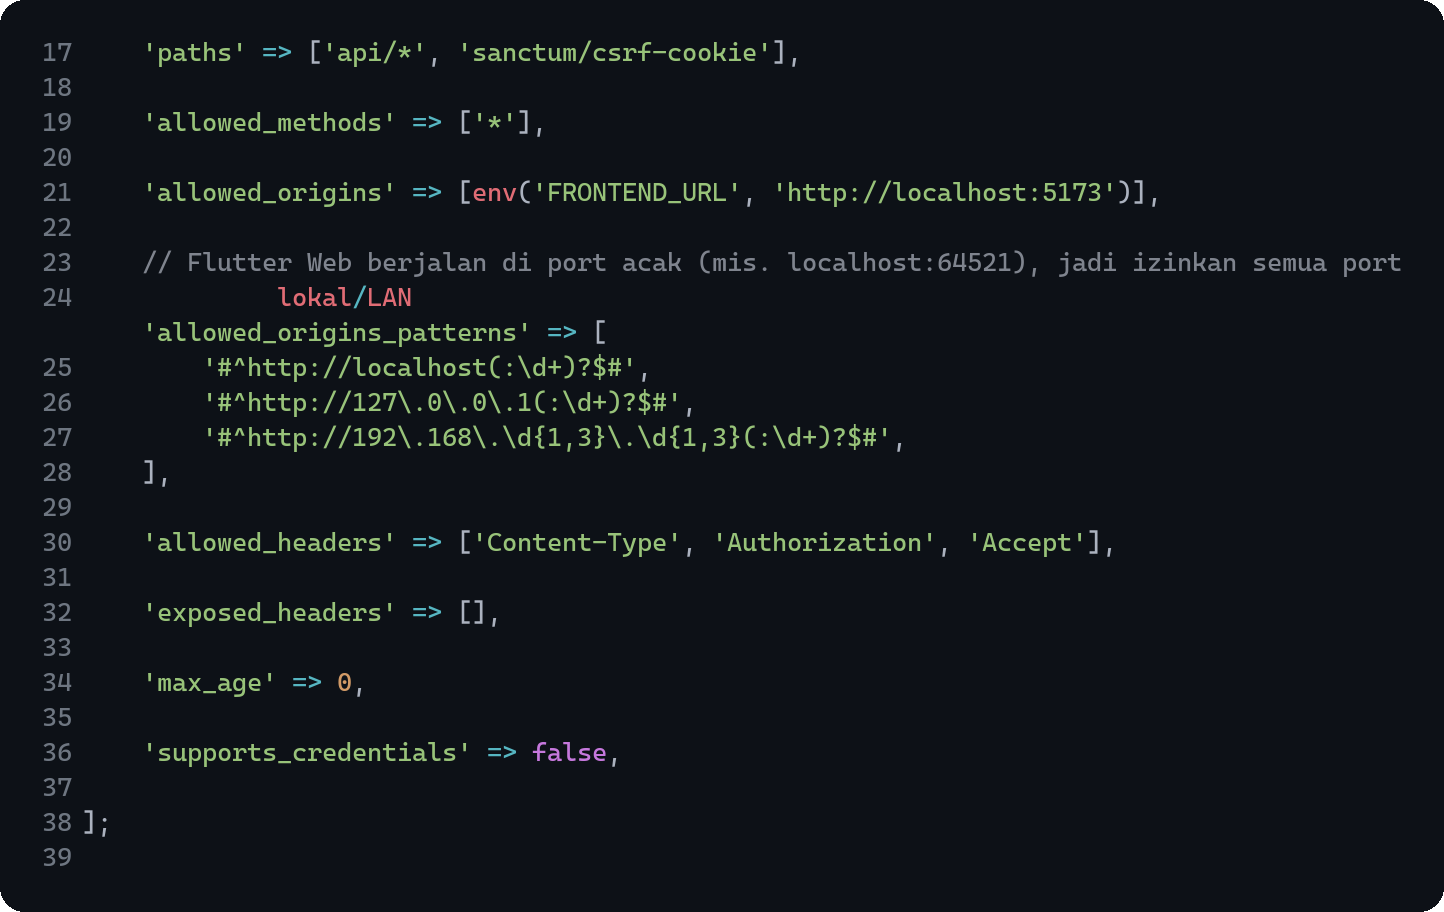 17    'paths' => ['api/*', 'sanctum/csrf-cookie'],
18
19    'allowed_methods' => ['*'],
20
21    'allowed_origins' => [env('FRONTEND_URL', 'http://localhost:5173')],
22
23    // Flutter Web berjalan di port acak (mis. localhost:64521), jadi izinkan semua port
24             lokal/LAN
    'allowed_origins_patterns' => [
25        '#^http://localhost(:\d+)?$#',
26        '#^http://127\.0\.0\.1(:\d+)?$#',
27        '#^http://192\.168\.\d{1,3}\.\d{1,3}(:\d+)?$#',
28    ],
29
30    'allowed_headers' => ['Content-Type', 'Authorization', 'Accept'],
31
32    'exposed_headers' => [],
33
34    'max_age' => 0,
35
36    'supports_credentials' => false,
37
38 ];
39